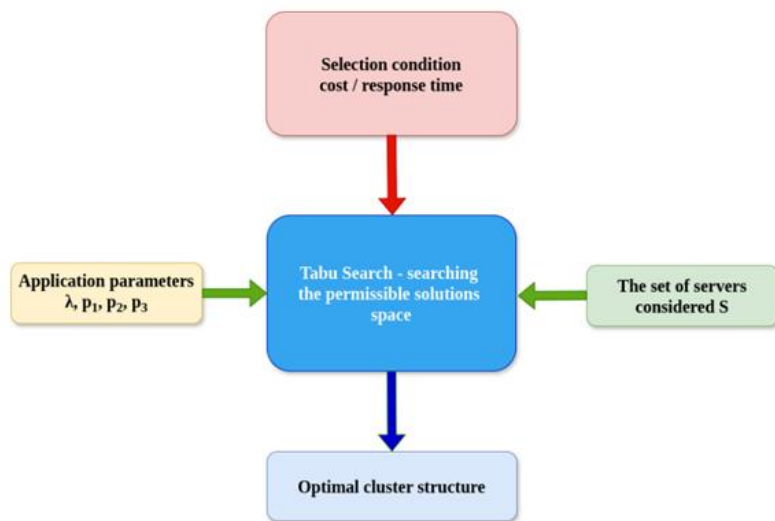 Selection condition
cost / response time
Tabu Search - searching
the permissible solutions
space
Application parameters
λ, p₁, p₂, p₃
The set of servers
considered S
Optimal cluster structure